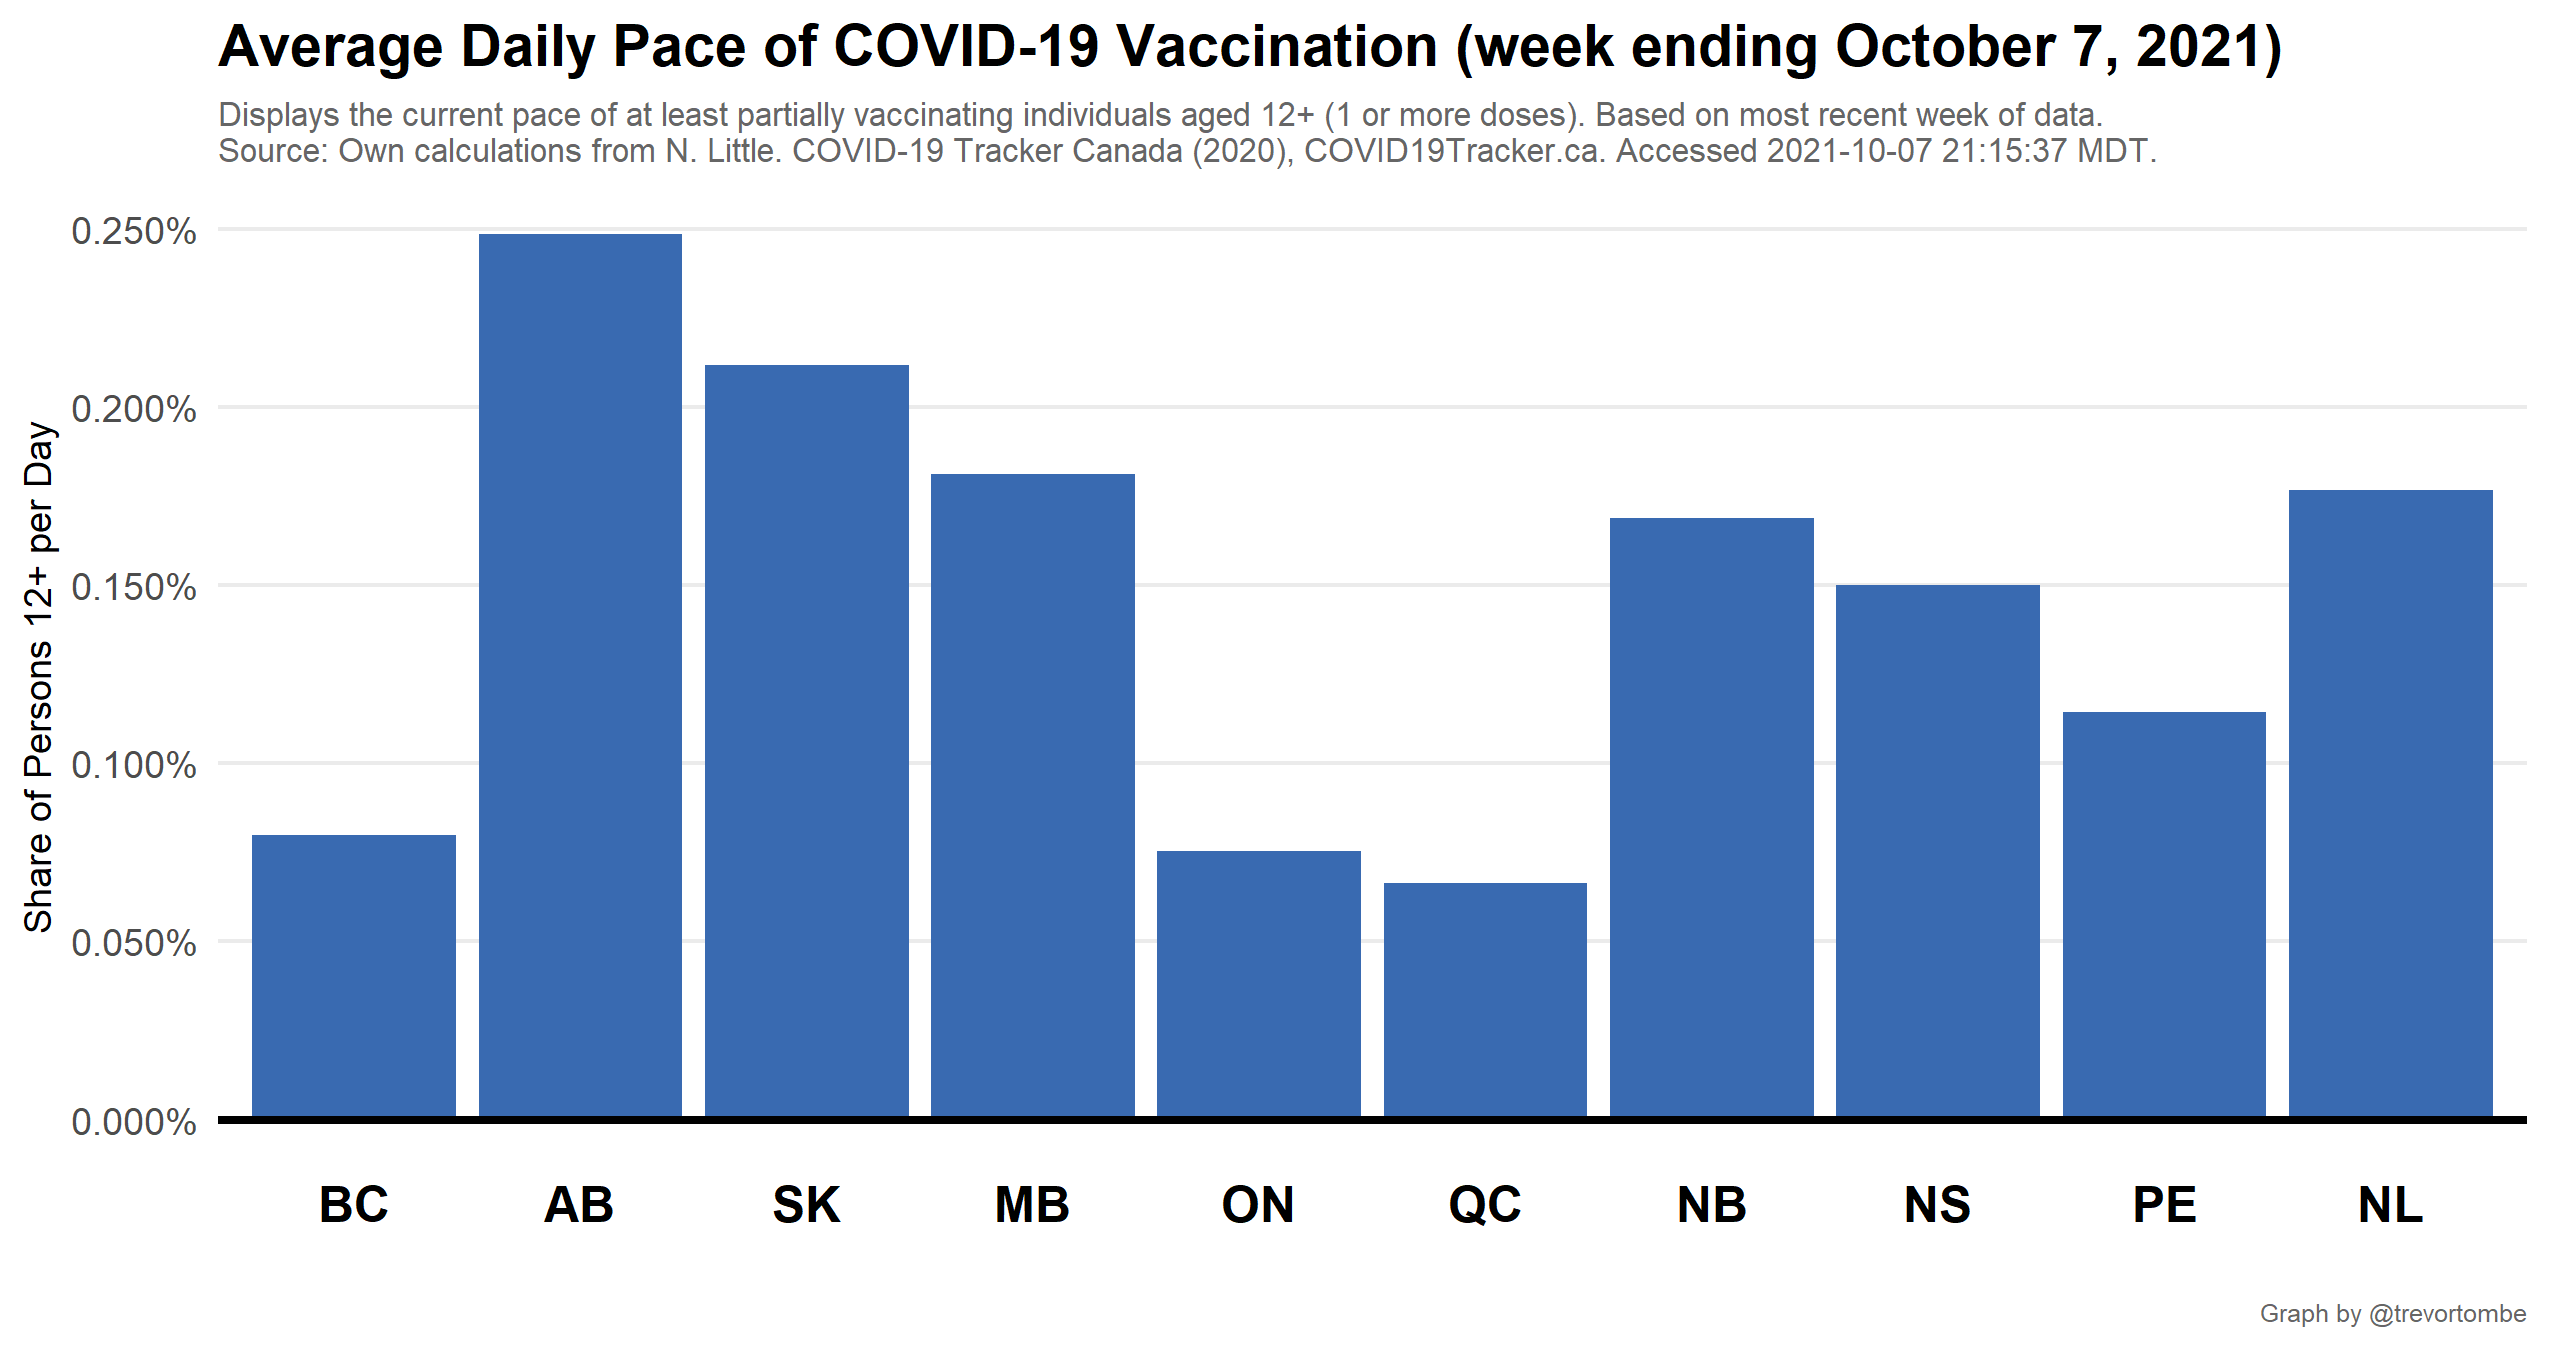 Average Daily Pace of COVID-19 Vaccination (week ending October 7, 2021)
Displays the current pace of at least partially vaccinating individuals aged 12+ (1 or more doses). Based on most recent week of data.
Source: Own calculations from N. Little. COVID-19 Tracker Canada (2020), COVID19Tracker.ca. Accessed 2021-10-07 21:15:37 MDT.
Share of Persons 12+ per Day
0.250%
0.200%
0.150%
0.100%
0.050%
0.000%
BC AB SK MB ON QC NB NS PE NL
Graph by @trevortombe